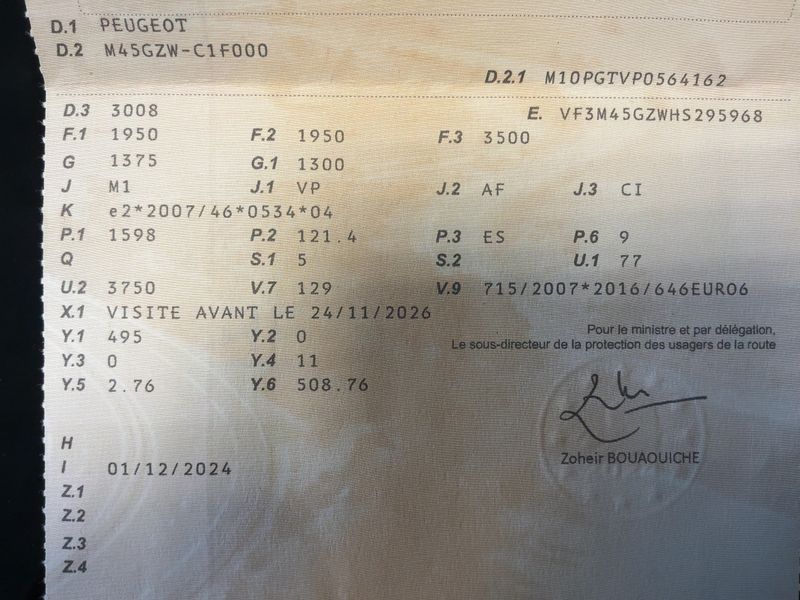 D.1 PEUGEOT
D.2 M45GZW-C1F000
D.2.1 M10PGTVP0564162
D.3 3008 E. VF3M45GZWHS295968
F.1 1950 F.2 1950 F.3 3500
G 1375 G.1 1300
J M1 J.1 VP J.2 AF J.3 CI
K e2*2007/46*0534*04
P.1 1598 P.2 121.4 P.3 ES P.6 9
Q S.1 5 S.2 U.1 77
U.2 3750 V.7 129 V.9 715/2007*2016/646EURO6
X.1 VISITE AVANT LE 24/11/2026
Y.1 495 Y.2 0
Pour le ministre et par délégation,
Le sous-directeur de la protection des usagers de la route
Y.3 0 Y.4 11
Y.5 2.76 Y.6 508.76
Zoheir BOUAOUICHE
H
I 01/12/2024
Z.1
Z.2
Z.3
Z.4